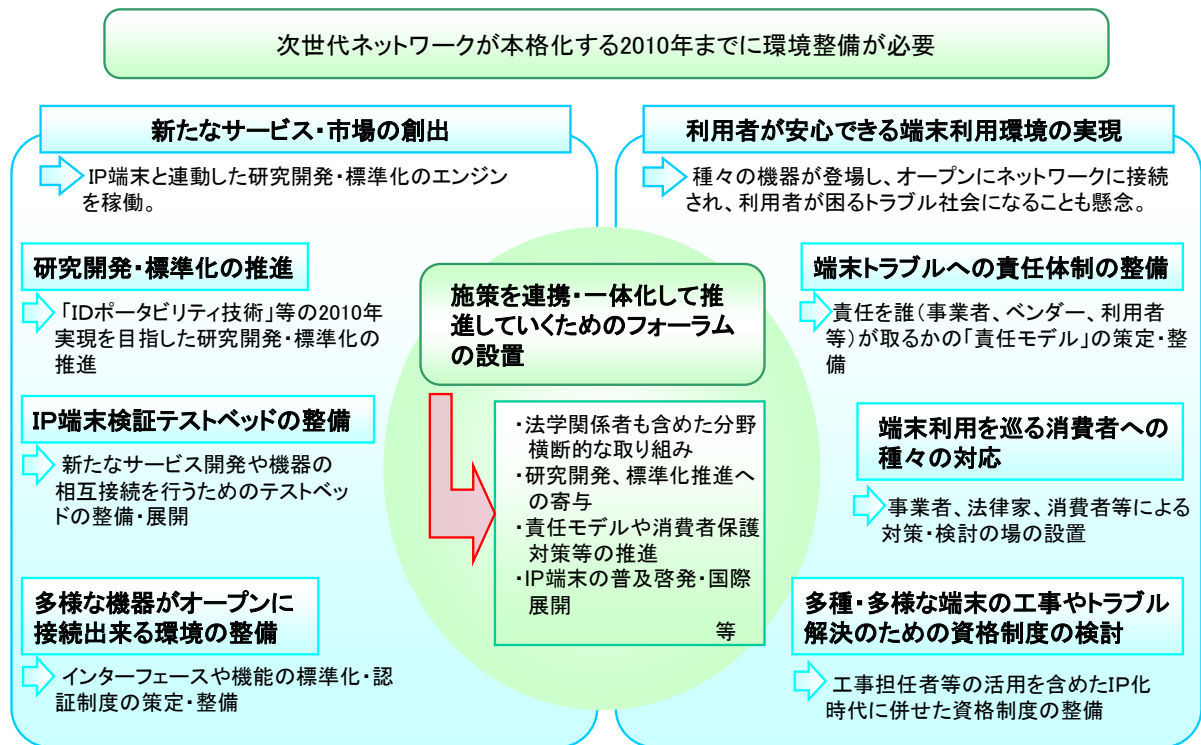 次世代ネットワークが本格化する2010年までに環境整備が必要
新たなサービス・市場の創出
IP端末と連動した研究開発・標準化のエンジン
を稼働。
研究開発・標準化の推進
「IDポータビリティ技術」等の2010年
実現を目指した研究開発・標準化の
推進
IP端末検証テストベッドの整備
新たなサービス開発や機器の
相互接続を行うためのテストベッ
ドの整備・展開
多様な機器がオープンに
接続出来る環境の整備
インターフェースや機能の標準化・認
証制度の策定・整備
施策を連携・一体化して推
進していくためのフォーラム
の設置
・法学関係者も含めた分野
横断的な取り組み
・研究開発、標準化推進へ
の寄与
・責任モデルや消費者保護
対策等の推進
・IP端末の普及啓発・国際
展開
等
利用者が安心できる端末利用環境の実現
種々の機器が登場し、オープンにネットワークに接続
され、利用者が困るトラブル社会になることも懸念。
端末トラブルへの責任体制の整備
責任を誰(事業者、ベンダー、利用者
等)が取るかの「責任モデル」の策定・整
備
端末利用を巡る消費者への
種々の対応
事業者、法律家、消費者等による
対策・検討の場の設置
多種・多様な端末の工事やトラブル
解決のための資格制度の検討
工事担任者等の活用を含めたIP化
時代に併せた資格制度の整備